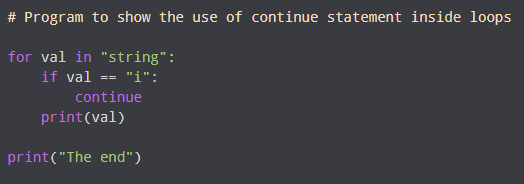 # Program to show the use of continue statement inside loops
for val in "string":
    if val == "i":
        continue
    print(val)
print("The end")